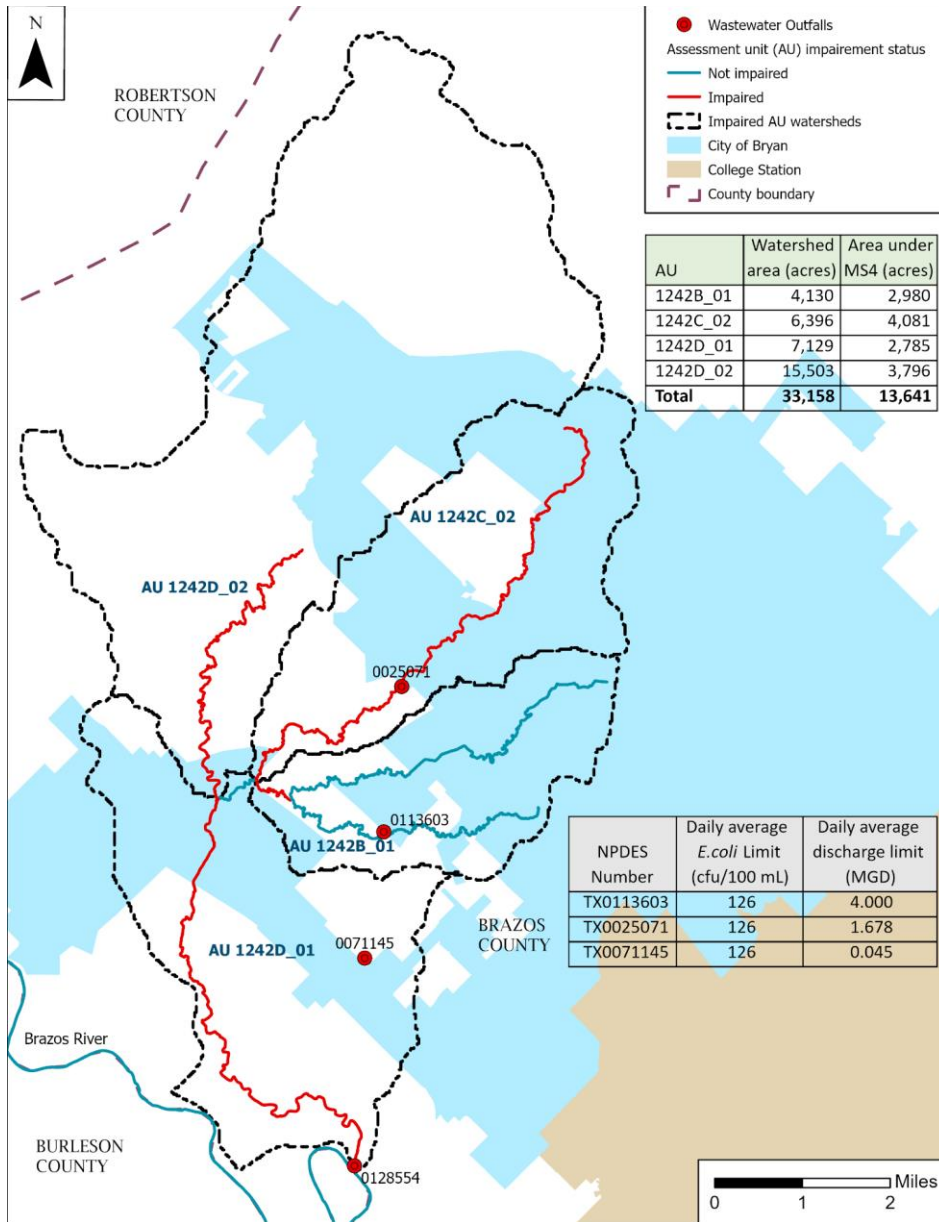 N
ROBERTSON
COUNTY
Wastewater Outfalls
Assessment unit (AU) impairement status
Not impaired
Impaired
Impaired AU watersheds
City of Bryan
College Station
County boundary
AU Watershed area (acres) Area under MS4 (acres)
1242B_01 4,130 2,980
1242C_02 6,396 4,081
1242D_01 7,129 2,785
1242D_02 15,503 3,796
Total 33,158 13,641
AU 1242C_02
AU 1242D_02
0025071
0113603
AU 1242B_01
NPDES Number Daily average E.coli Limit (cfu/100 mL) Daily average discharge limit (MGD)
TX0113603 126 4.000
TX0025071 126 1.678
TX0071145 126 0.045
BRAZOS
COUNTY
0071145
AU 1242D_01
Brazos River
BURLESON
COUNTY
0128554
Miles
0 1 2